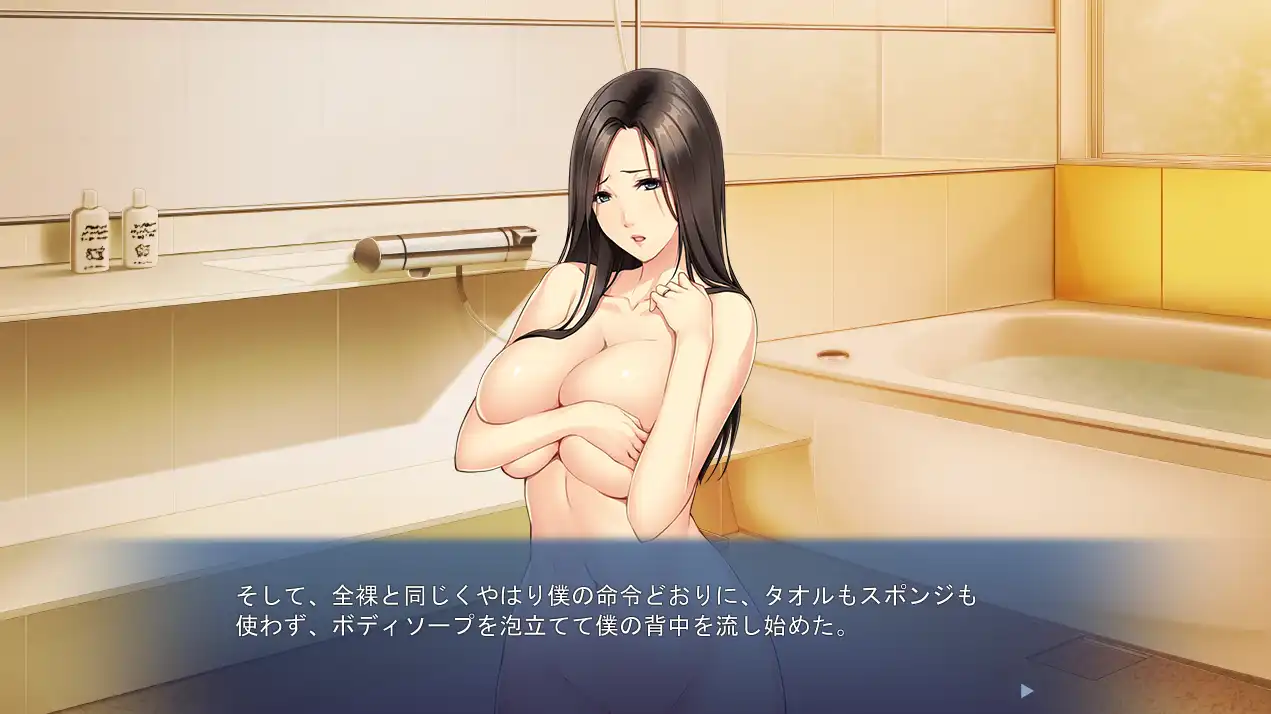 そして、全裸と同じくやはり僕の命令どおりに、タオルもスポンジも
使わず、ボディソープを泡立てて僕の背中を流し始めた。